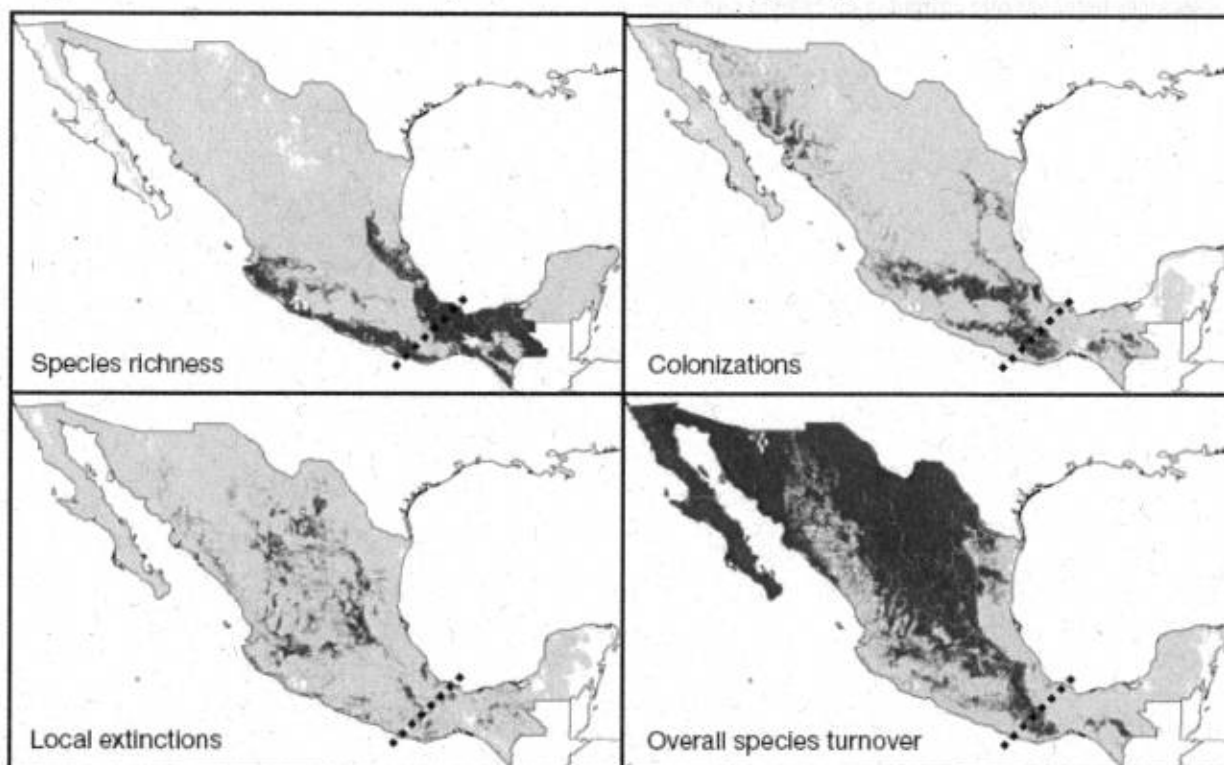 Species richness
Colonizations
Local extinctions
Overall species turnover